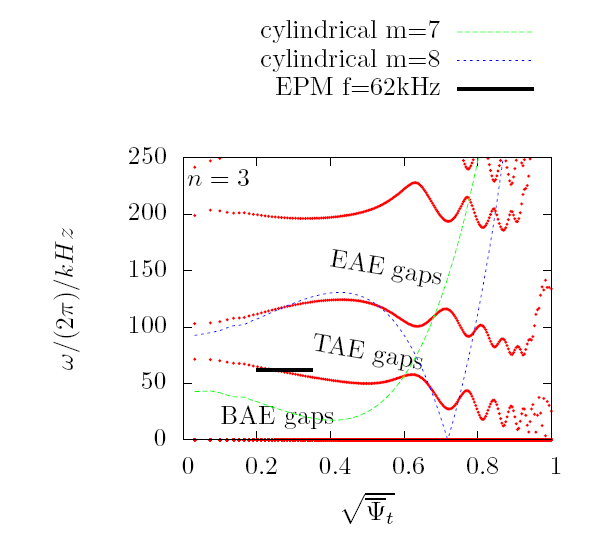 cylindrical m=7
cylindrical m=8
EPM f=62kHz
250
200
150
100
50
0
ω/(2π)/kHz
n = 3
EAE gaps
TAE gaps
BAE gaps
0 0.2 0.4 0.6 0.8 1
√Ψ̅_t